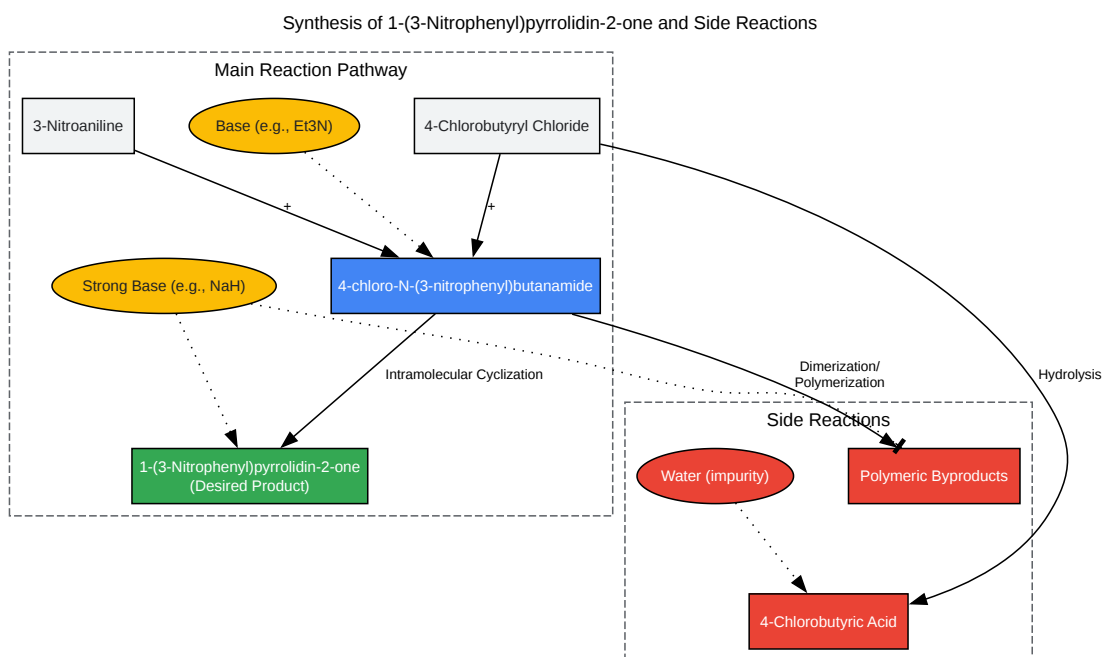 Synthesis of 1-(3-Nitrophenyl)pyrrolidin-2-one and Side Reactions
Main Reaction Pathway
3-Nitroaniline
Base (e.g., Et3N)
4-Chlorobutyryl Chloride
+
+
Strong Base (e.g., NaH)
4-chloro-N-(3-nitrophenyl)butanamide
Intramolecular Cyclization
Dimerization/
Polymerization
Hydrolysis
Side Reactions
1-(3-Nitrophenyl)pyrrolidin-2-one
(Desired Product)
Water (impurity)
Polymeric Byproducts
4-Chlorobutyric Acid